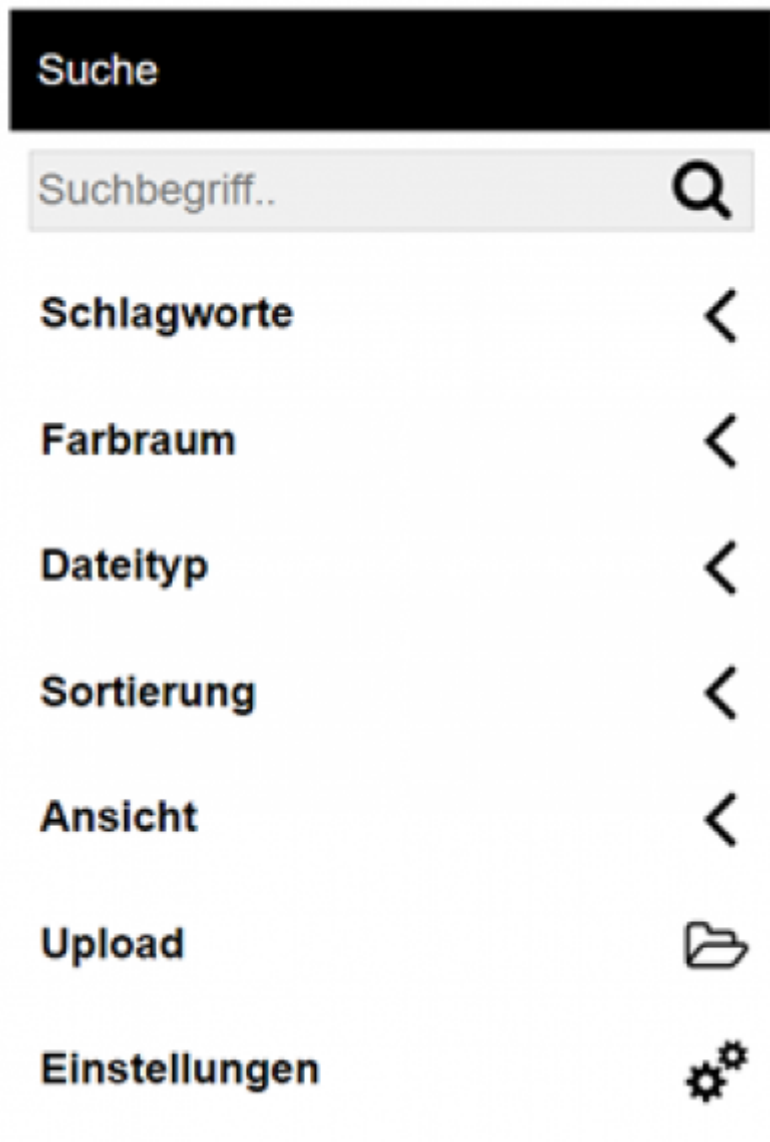 Suche
Suchbegriff..
Schlagworte
Farbraum
Dateityp
Sortierung
Ansicht
Upload
Einstellungen